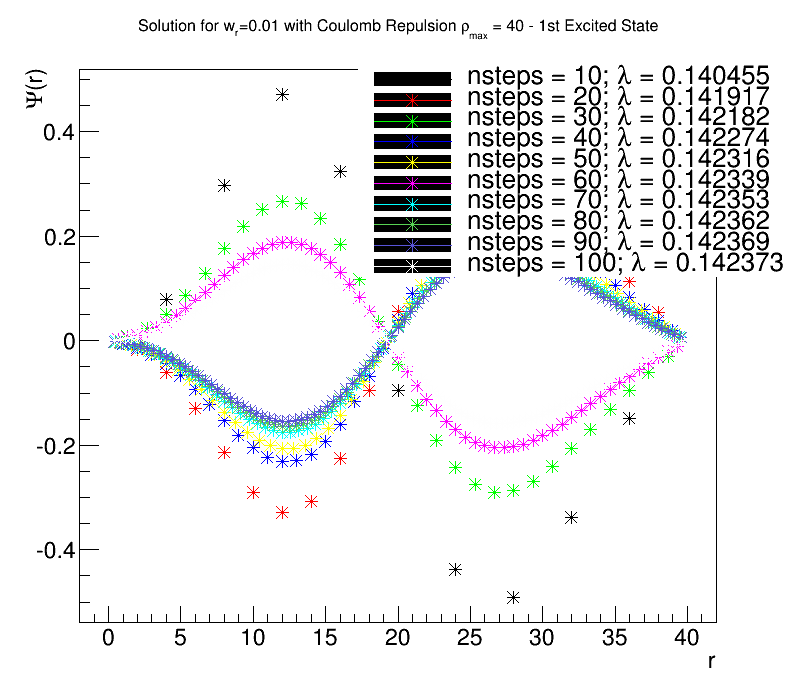 Solution for wr=0.01 with Coulomb Repulsion ρmax = 40 - 1st Excited State
Ψ(r)
nsteps = 10; λ = 0.140455
nsteps = 20; λ = 0.141917
nsteps = 30; λ = 0.142182
nsteps = 40; λ = 0.142274
nsteps = 50; λ = 0.142316
nsteps = 60; λ = 0.142339
nsteps = 70; λ = 0.142353
nsteps = 80; λ = 0.142362
nsteps = 90; λ = 0.142369
nsteps = 100; λ = 0.142373
0.4
0.2
0
-0.2
-0.4
0 5 10 15 20 25 30 35 40
r